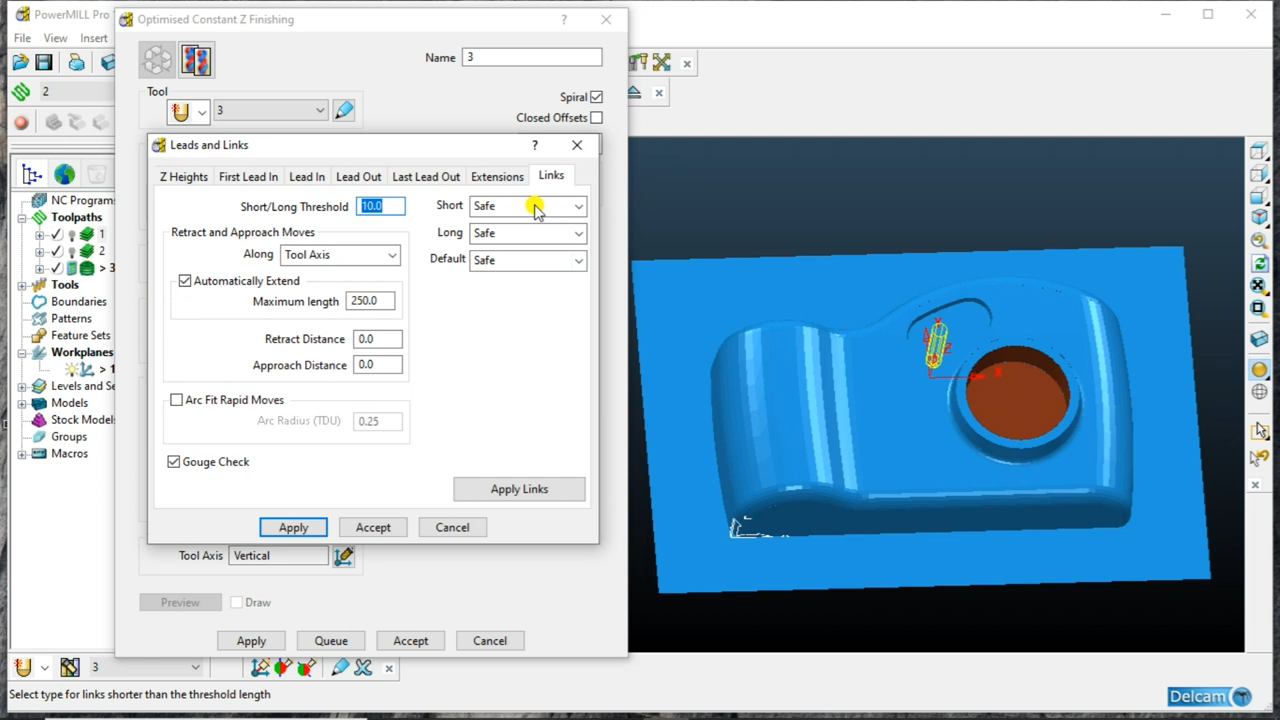 PowerMILL Pro
File View Insert
2
NC Programs
Toolpaths
1
2
> 3
Tools
Boundaries
Patterns
Feature Sets
Workplanes
> 1
Levels and Se
Models
Stock Models
Groups
Macros
3
Select type for links shorter than the threshold length
Optimised Constant Z Finishing
?
Name 3
Tool
3
Spiral
Closed Offsets
Leads and Links
?
Z Heights First Lead In Lead In Lead Out Last Lead Out Extensions Links
Short/Long Threshold 10.0
Short Safe
Retract and Approach Moves
Long Safe
Along Tool Axis
Default Safe
Automatically Extend
Maximum length 250.0
Retract Distance 0.0
Approach Distance 0.0
Arc Fit Rapid Moves
Arc Radius (TDU) 0.25
Gouge Check
Apply Links
Apply Accept Cancel
Tool Axis Vertical
Preview Draw
Apply Queue Accept Cancel
X
Delcam